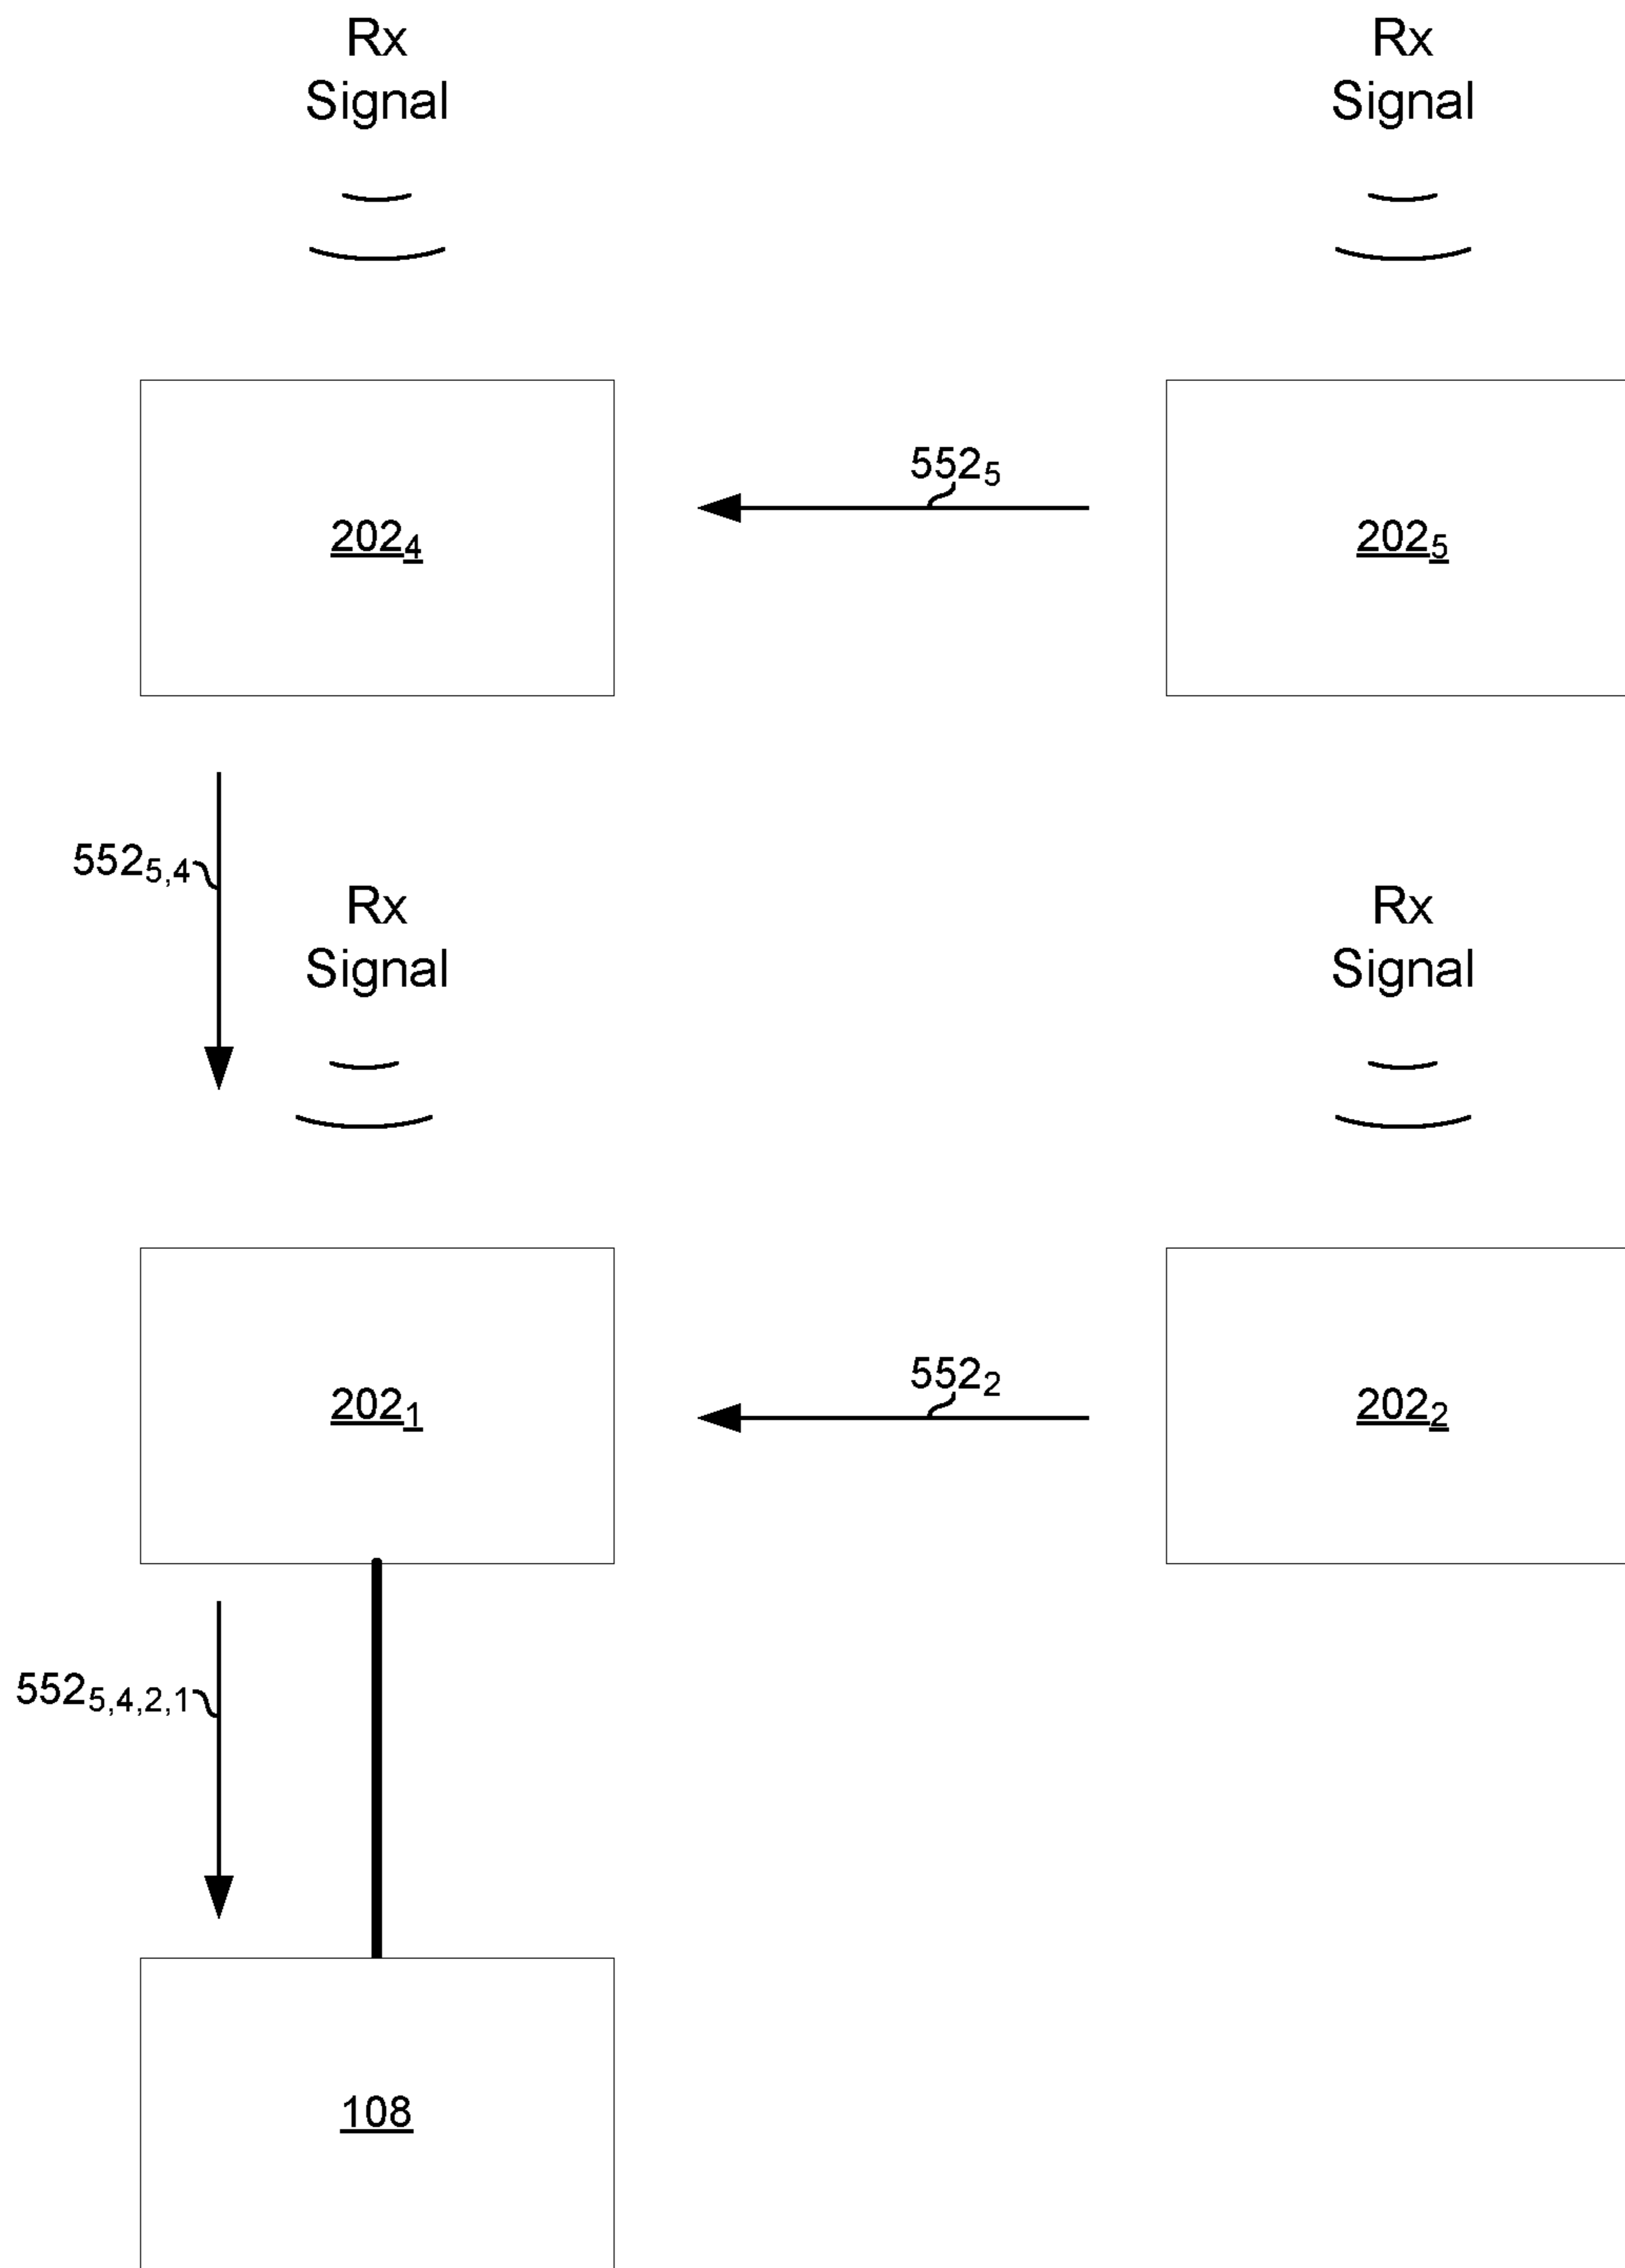 Rx
Signal
Rx
Signal
552₅
202₄
202₅
552₅,₄
Rx
Signal
Rx
Signal
552₂
202₁
202₂
552₅,₄,₂,₁
108